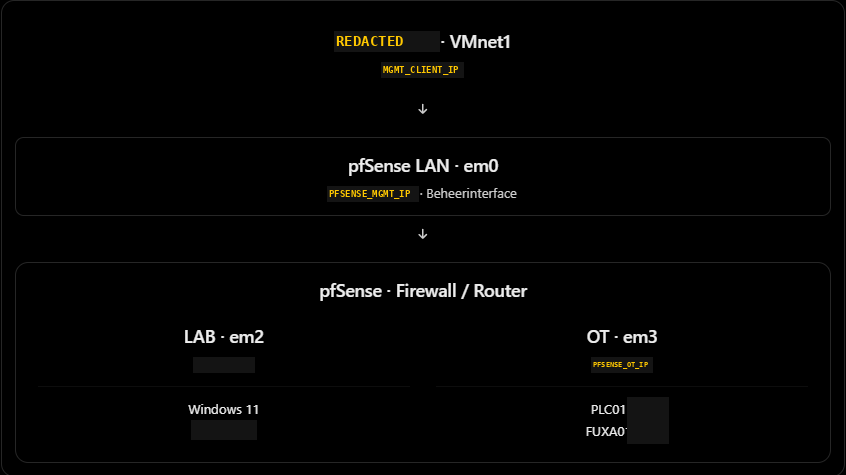 REDACTED · VMnet1
MGMT_CLIENT_IP
↓
pfSense LAN · em0
PFSENSE_MGMT_IP · Beheerinterface
↓
pfSense · Firewall / Router
LAB · em2
Windows 11
OT · em3
PFSENSE_OT_IP
PLC01
FUXA0